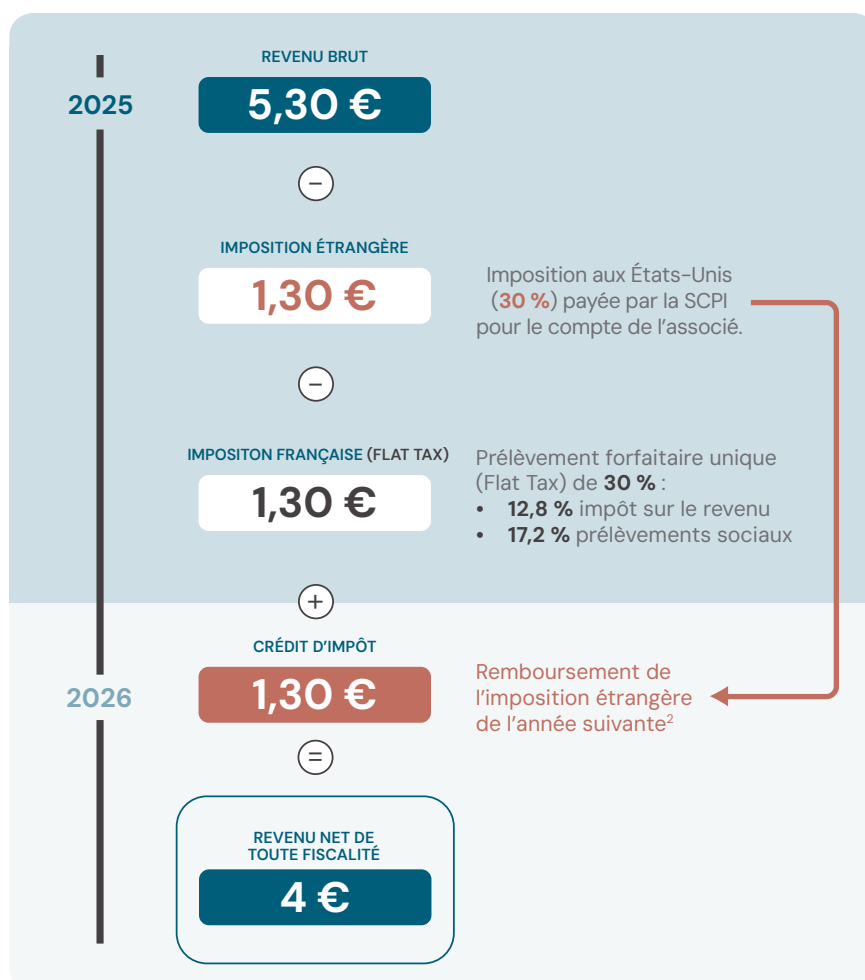 REVENU BRUT
2025
5,30 €
−
IMPOSITION ÉTRANGÈRE
1,30 €
Imposition aux États-Unis
(30 %) payée par la SCPI
pour le compte de l’associé.
−
IMPOSITON FRANÇAISE (FLAT TAX)
1,30 €
Prélèvement forfaitaire unique
(Flat Tax) de 30 % :
• 12,8 % impôt sur le revenu
• 17,2 % prélèvements sociaux
+
CRÉDIT D’IMPÔT
2026
1,30 €
Remboursement de
l’imposition étrangère
de l’année suivante²
=
REVENU NET DE
TOUTE FISCALITÉ
4 €